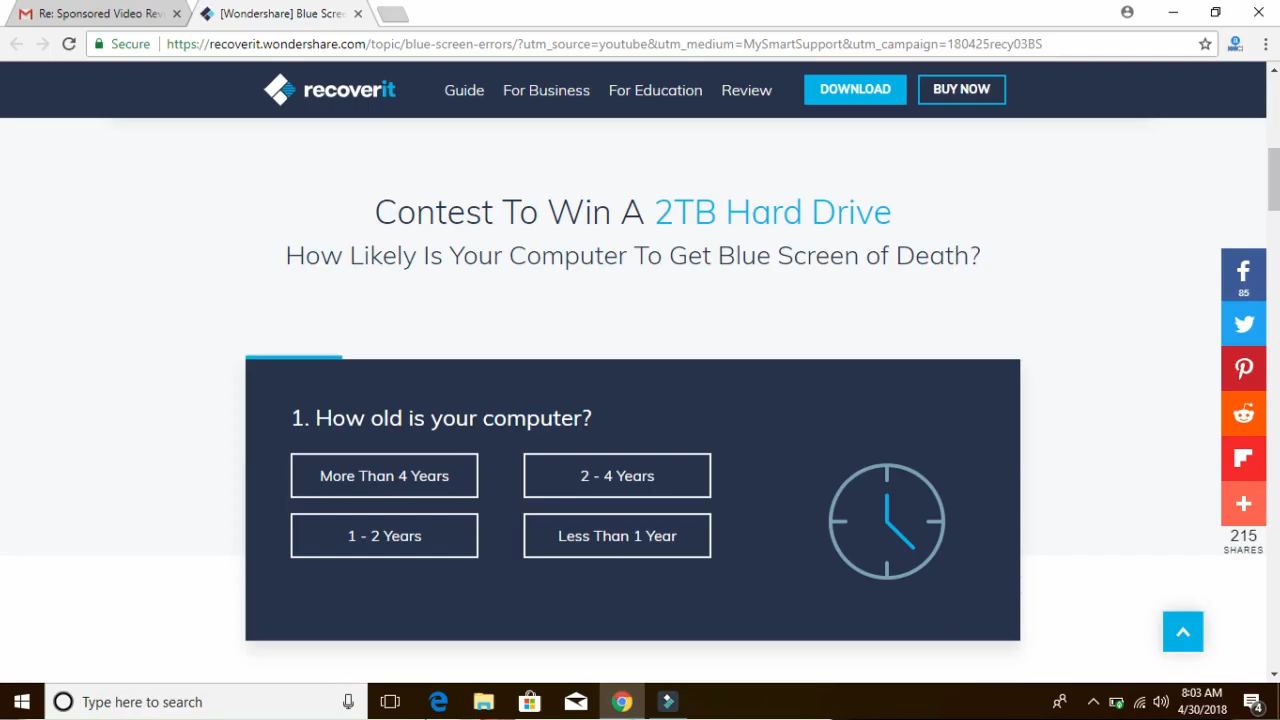 Re: Sponsored Video Rev
[Wondershare] Blue Scre
Secure
https://recoverit.wondershare.com/topic/blue-screen-errors/?utm_source=youtube&utm_medium=MySmartSupport&utm_campaign=180425recy03BS
recoverit
Guide
For Business
For Education
Review
DOWNLOAD
BUY NOW
Contest To Win A 2TB Hard Drive
How Likely Is Your Computer To Get Blue Screen of Death?
85
1. How old is your computer?
More Than 4 Years
2 - 4 Years
1 - 2 Years
Less Than 1 Year
215
SHARES
Type here to search
8:03 AM
4/30/2018
4